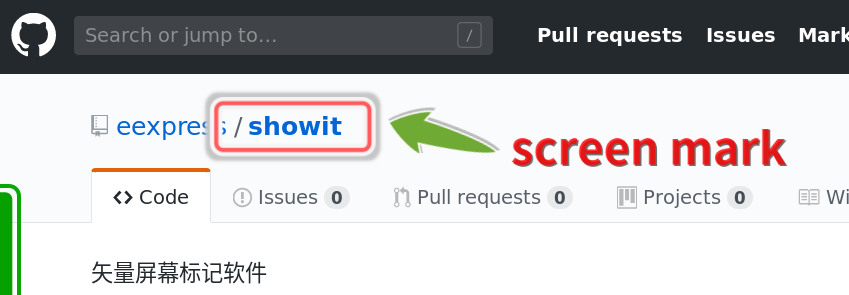 Search or jump to… /
Pull requests Issues Mark
eexpress / showit
screen mark
<> Code Issues 0 Pull requests 0 Projects 0 Wi
矢量屏幕标记软件